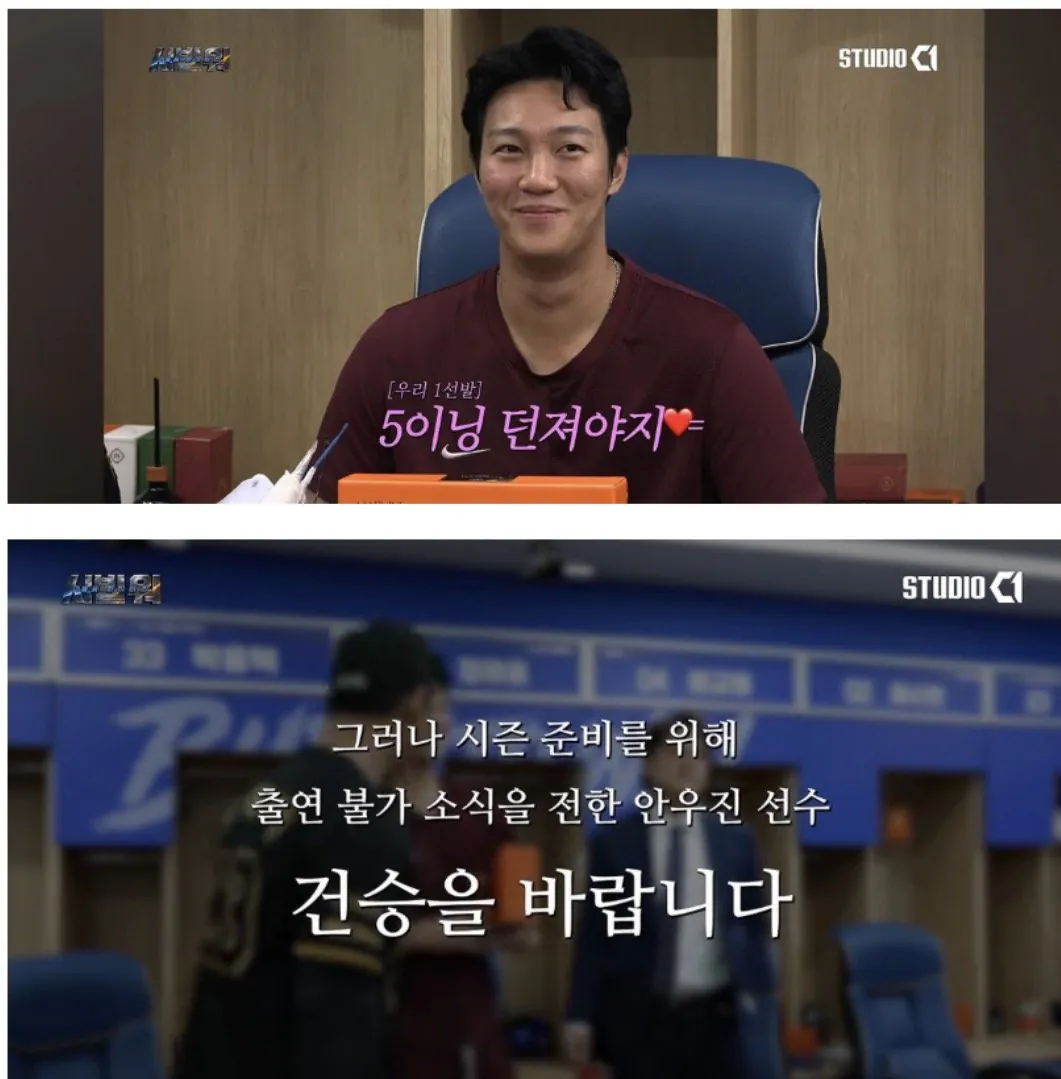 STUDIO C1
[우리 1선발]
5이닝 던져야지❤️=
STUDIO C1
33
그러나 시즌 준비를 위해
출연 불가 소식을 전한 안우진 선수
건승을 바랍니다